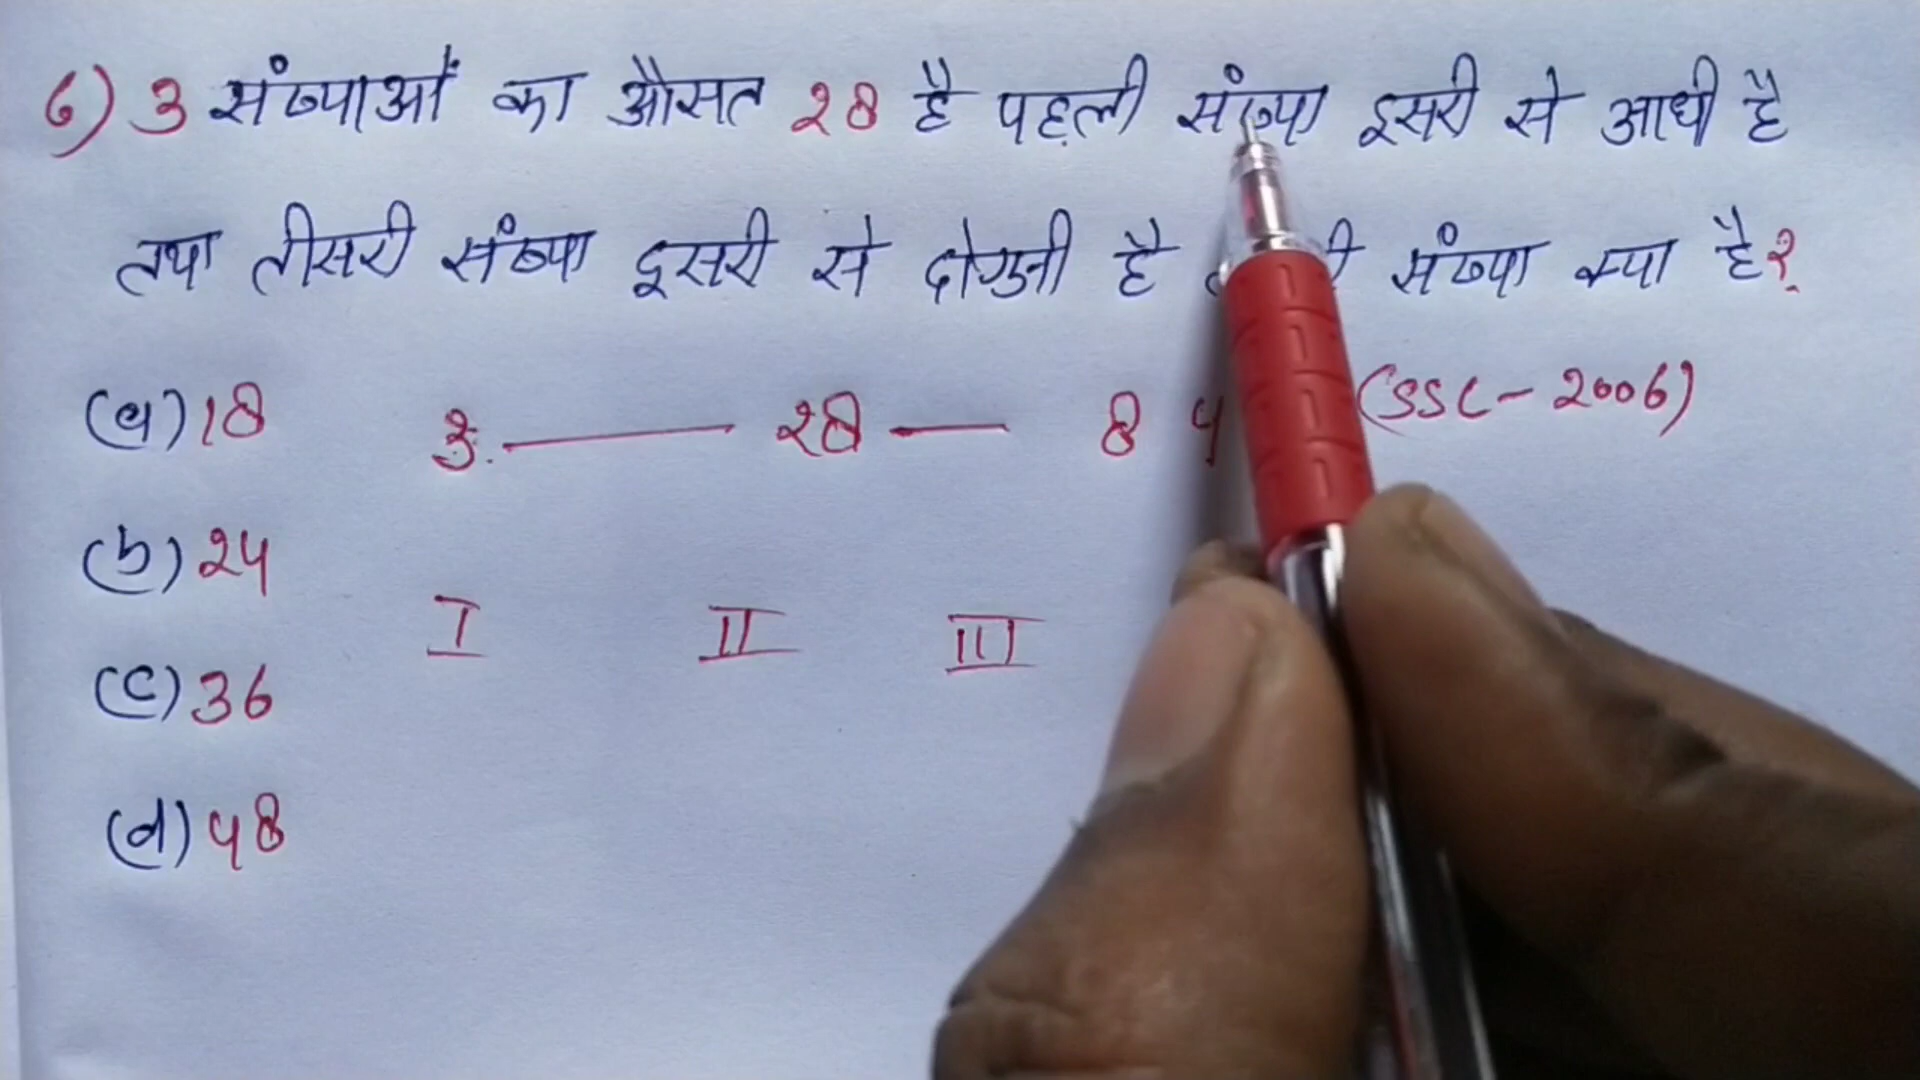 6) 3 संख्याओं का औसत 28 है पहली संख्या दूसरी से आधी है
तथा तीसरी संख्या दूसरी से दोगुनी है संख्या क्या है?
(a) 18
3 — 28 — 84
(SSC-2006)
(b) 24
I II III
(c) 36
(d) 48